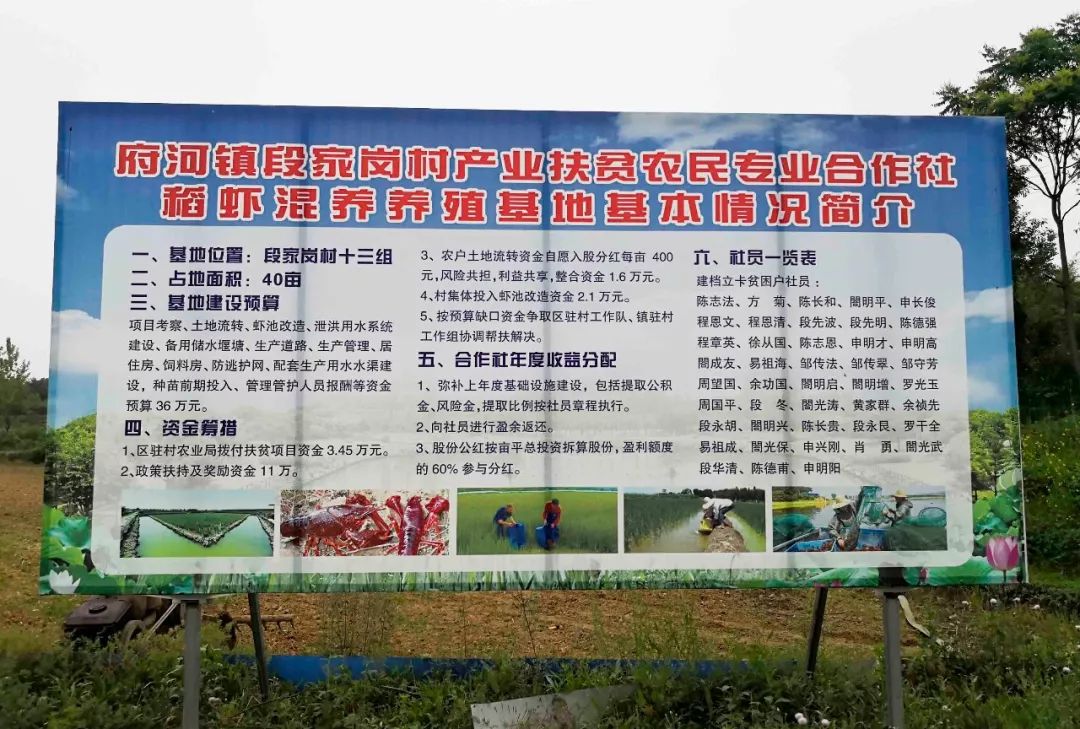 府河镇段家岗村产业扶贫农民专业合作社
稻虾混养养殖基地基本情况简介
一、基地位置：段家岗村十三组
二、占地面积：40亩
三、基地建设预算
项目考察、土地流转、虾池改造、泄洪用水系统
建设、备用储水堰塘、生产道路、生产管理、居
住房、饲料房、防逃护网、配套生产用水水渠建
设，种苗前期投入、管理管护人员报酬等资金
预算36万元。
四、资金筹措
1、区驻村农业局拨付扶贫项目资金3.45万元。
2、政策扶持及奖励资金11万。
3、农户土地流转资金自愿入股分红每亩 400
元,风险共担,利益共享,整合资金1.6万元。
4、村集体投入虾池改造资金2.1万元。
5、按预算缺口资金争取区驻村工作队、镇驻村
工作组协调帮扶解决。
五、合作社年度收益分配
1、弥补上年度基础设施建设，包括提取公积
金、风险金,提取比例按社员章程执行。
2、向社员进行盈余返还。
3、股份公红按亩平总投资拆算股份，盈利额度
的60%参与分红。
六、社员一览表
建档立卡贫困户社员：
陈志法、方 菊、陈长和、閤明平、申长俊
程恩文、程恩清、段先波、段先明、陈德强
程章英、徐从国、陈志恩、申明才、申明高
閤成友、易祖海、邹传法、邹传翠、邹守芳
周望国、余功国、閤明启、閤明增、罗光玉
周国平、段 冬、閤光涛、黄家群、余祯先
段永胡、閤明兴、陈长贵、段永艮、罗干全
易祖成、閤光保、申兴刚、肖 勇、閤光武
段华清、陈德甫、申明阳